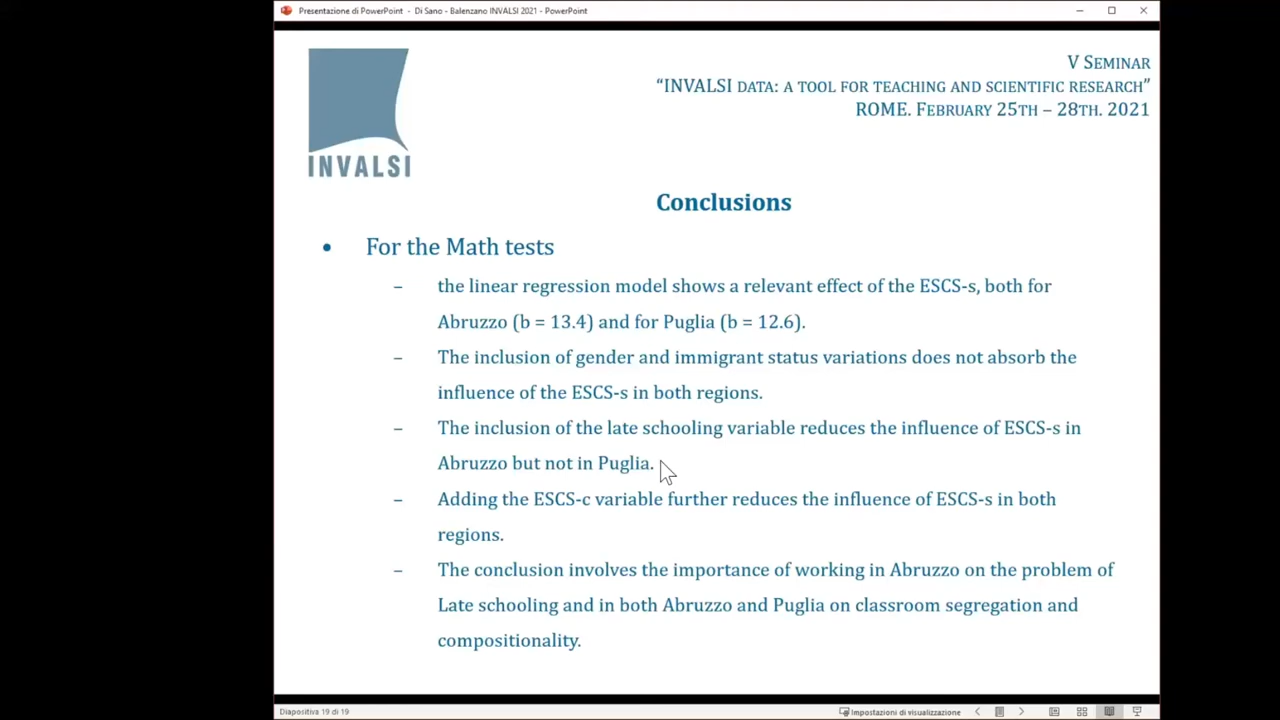 Presentazione di PowerPoint - Di Sano - Balenzano INVALSI 2021 - PowerPoint
INVALSI
V SEMINAR
“INVALSI DATA: A TOOL FOR TEACHING AND SCIENTIFIC RESEARCH”
ROME. FEBRUARY 25TH – 28TH. 2021
Conclusions
• For the Math tests
– the linear regression model shows a relevant effect of the ESCS-s, both for
Abruzzo (b = 13.4) and for Puglia (b = 12.6).
– The inclusion of gender and immigrant status variations does not absorb the
influence of the ESCS-s in both regions.
– The inclusion of the late schooling variable reduces the influence of ESCS-s in
Abruzzo but not in Puglia.
– Adding the ESCS-c variable further reduces the influence of ESCS-s in both
regions.
– The conclusion involves the importance of working in Abruzzo on the problem of
Late schooling and in both Abruzzo and Puglia on classroom segregation and
compositionality.
Diapositiva 19 di 19
Impostazioni di visualizzazione